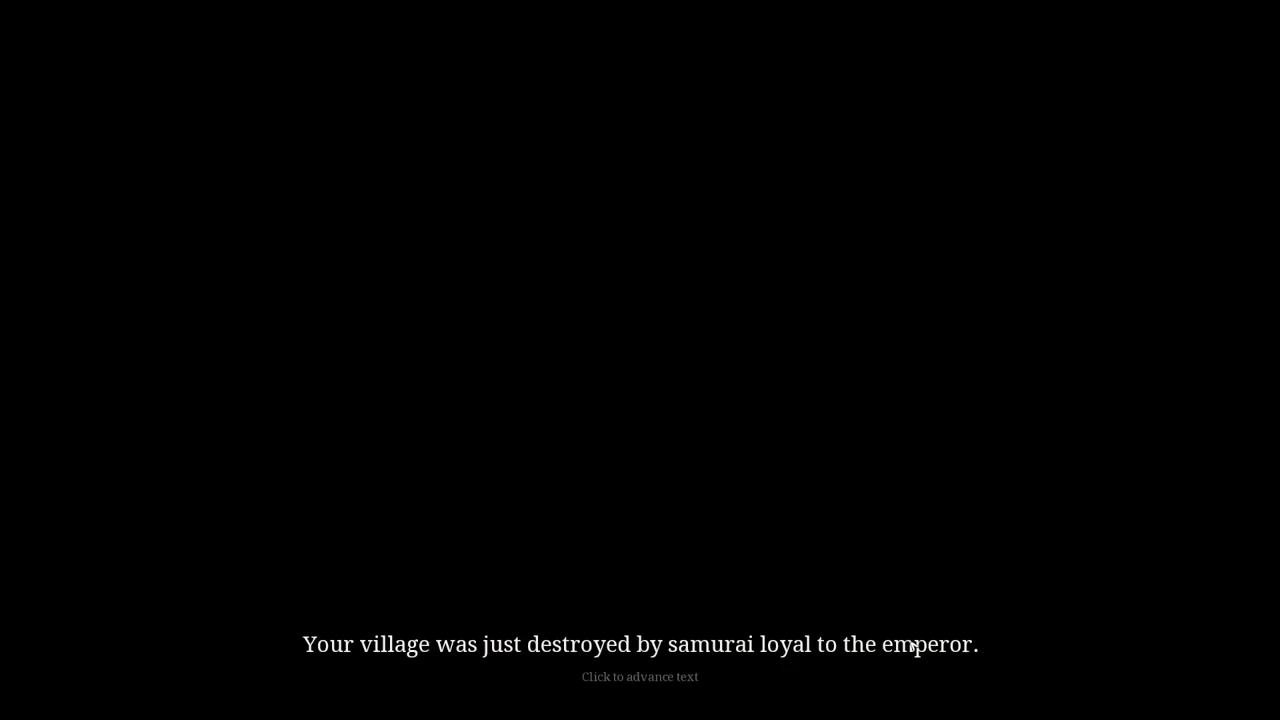 Your village was just destroyed by samurai loyal to the emperor.
Click to advance text